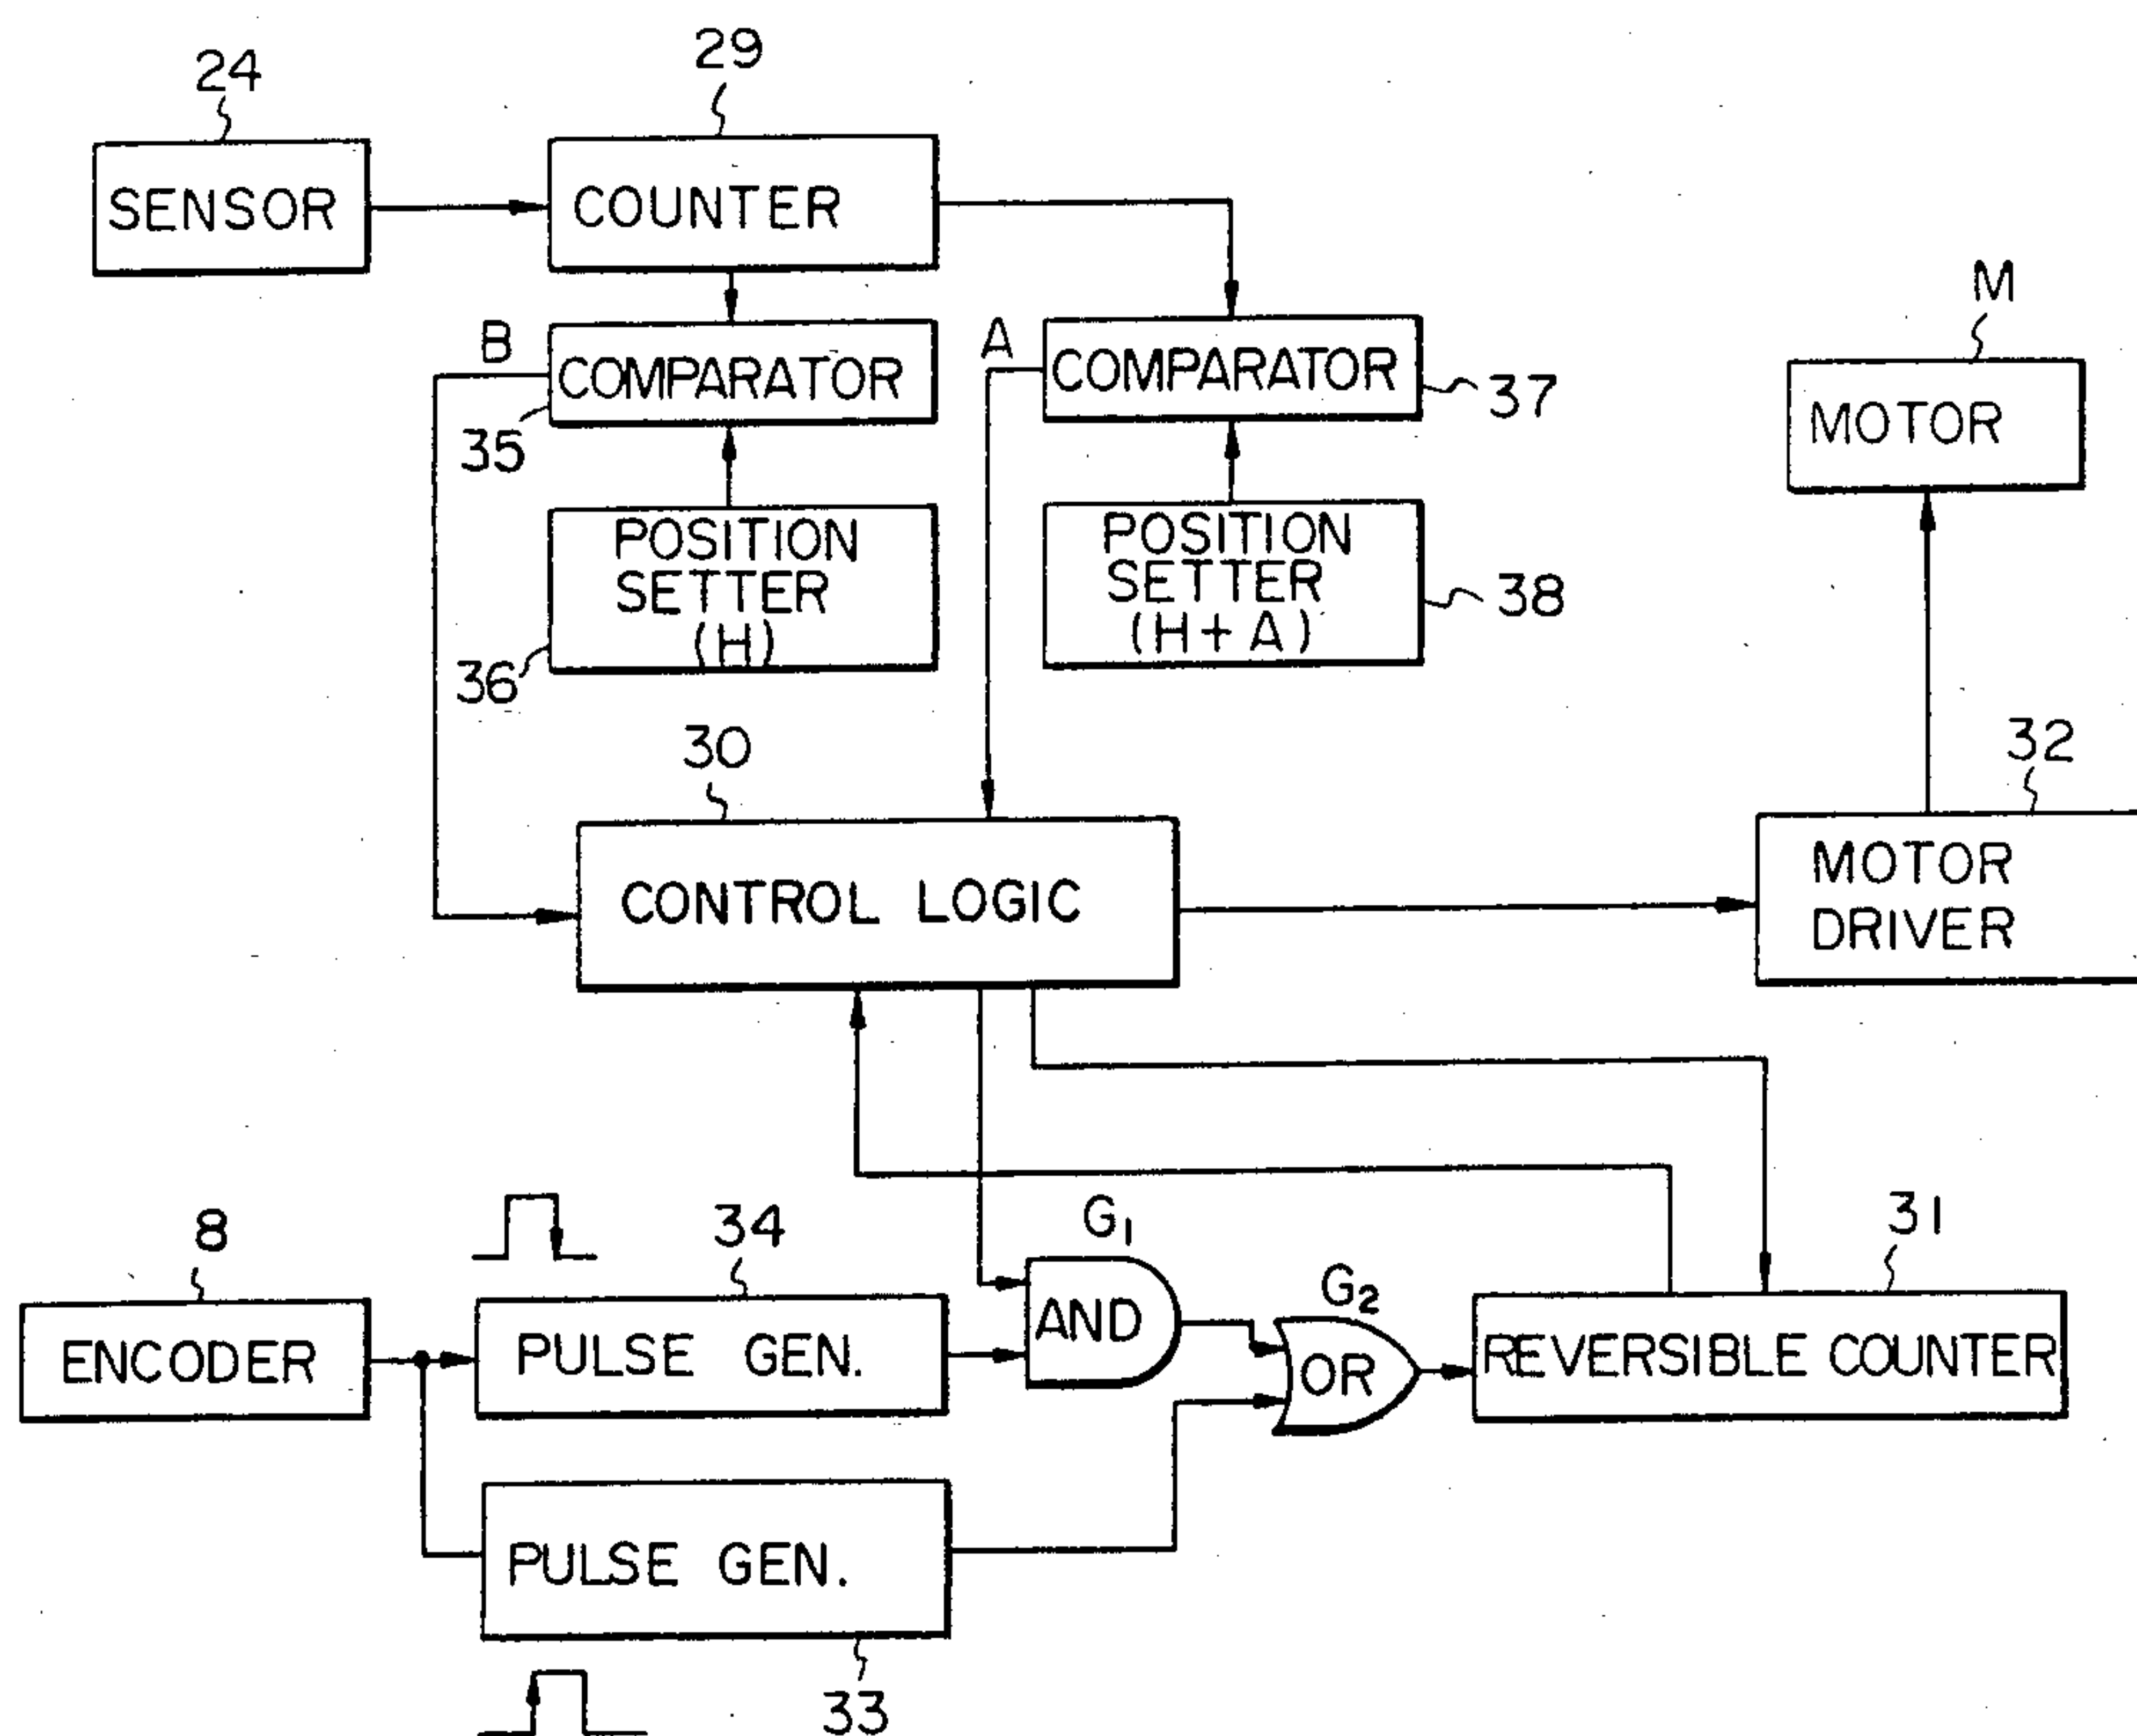 24
29
SENSOR
COUNTER
M
B
COMPARATOR
A
COMPARATOR
37
MOTOR
35
POSITION
SETTER
(H)
POSITION
SETTER
(H+A)
38
36
30
32
CONTROL LOGIC
MOTOR
DRIVER
8
34
G1
31
ENCODER
PULSE GEN.
AND
G2
OR
REVERSIBLE COUNTER
PULSE GEN.
33